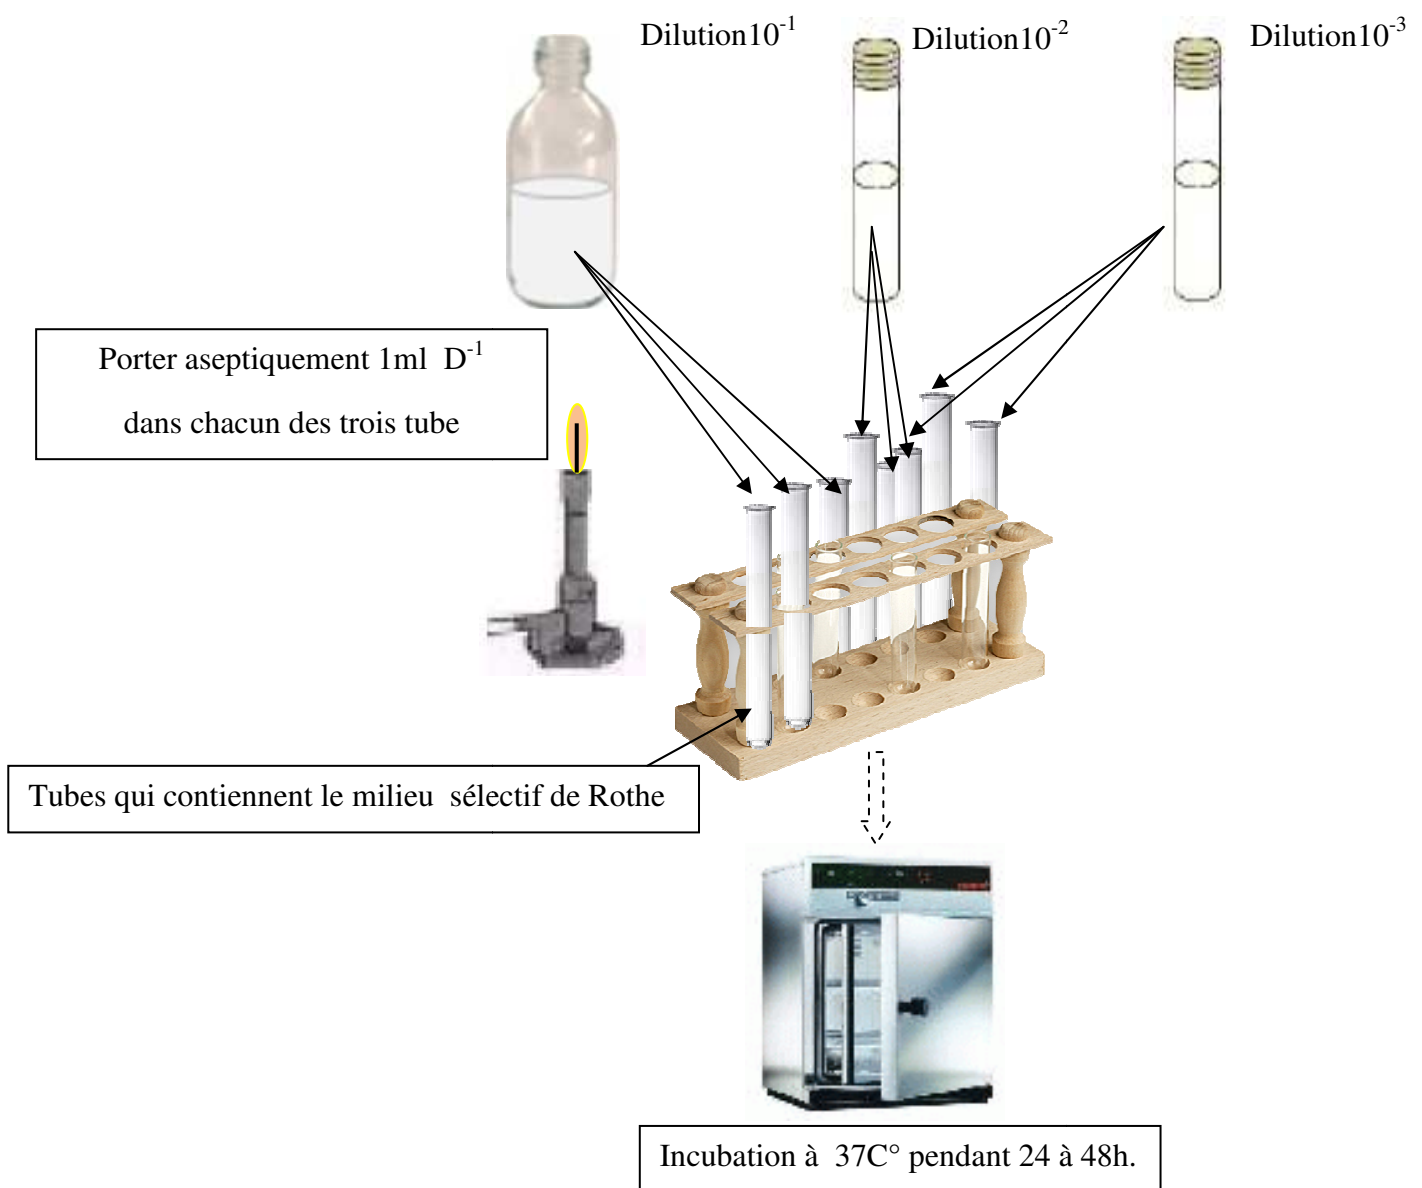 Dilution10-1
Dilution10-2
Dilution10-3
Porter aseptiquement 1ml D-1
dans chacun des trois tube
Tubes qui contiennent le milieu sélectif de Rothe
Incubation à 37C° pendant 24 à 48h.